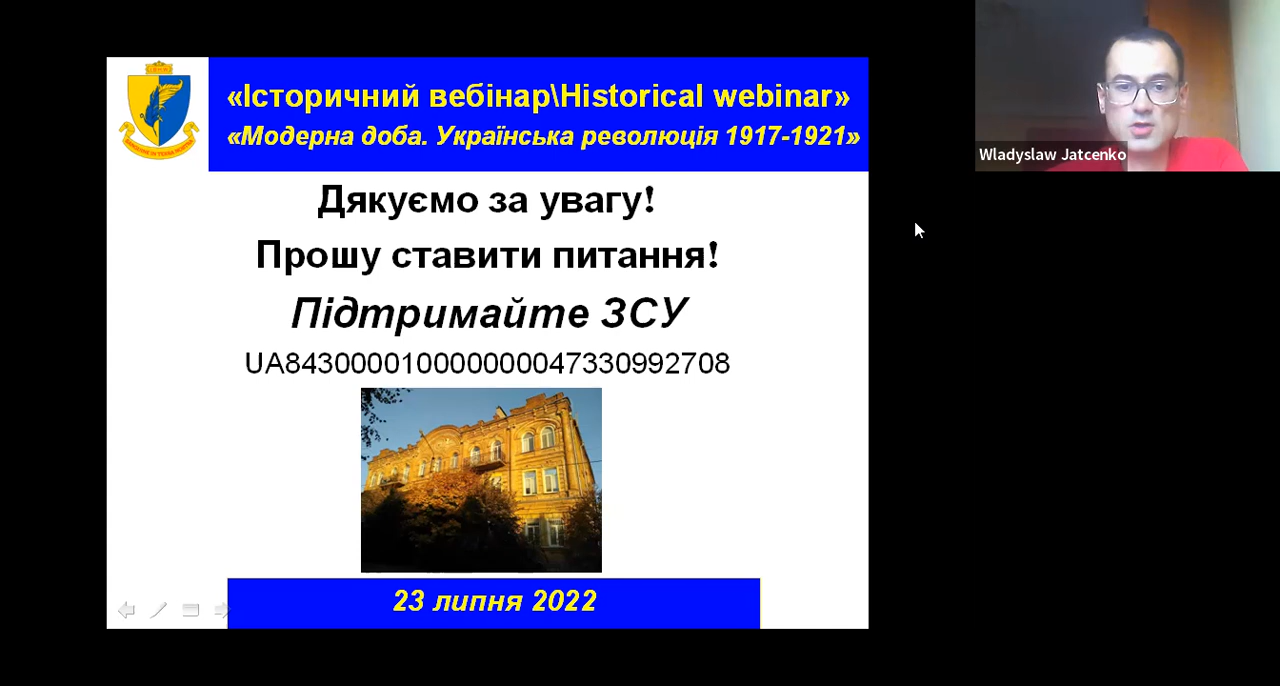 «Історичний вебінар\Historical webinar»
«Модерна доба. Українська революція 1917-1921»
Дякуємо за увагу!
Прошу ставити питання!
Підтримайте ЗСУ
UA843000010000000047330992708
23 липня 2022
Wladyslaw Jatcenko